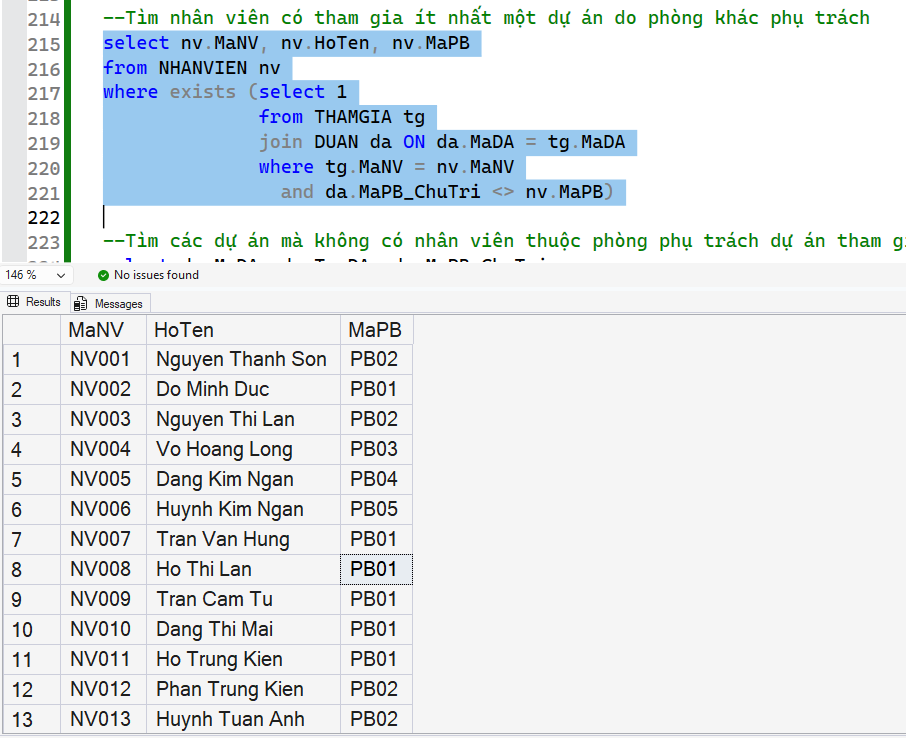 214 --Tìm nhân viên có tham gia ít nhất một dự án do phòng khác phụ trách
215 select nv.MaNV, nv.HoTen, nv.MaPB
216 from NHANVIEN nv
217 where exists (select 1
218 from THAMGIA tg
219 join DUAN da ON da.MaDA = tg.MaDA
220 where tg.MaNV = nv.MaNV
221 and da.MaPB_ChuTri <> nv.MaPB)
222
223 --Tìm các dự án mà không có nhân viên thuộc phòng phụ trách dự án tham gi
146 % No issues found
Results Messages
MaNV HoTen MaPB
1 NV001 Nguyen Thanh Son PB02
2 NV002 Do Minh Duc PB01
3 NV003 Nguyen Thi Lan PB02
4 NV004 Vo Hoang Long PB03
5 NV005 Dang Kim Ngan PB04
6 NV006 Huynh Kim Ngan PB05
7 NV007 Tran Van Hung PB01
8 NV008 Ho Thi Lan PB01
9 NV009 Tran Cam Tu PB01
10 NV010 Dang Thi Mai PB01
11 NV011 Ho Trung Kien PB01
12 NV012 Phan Trung Kien PB02
13 NV013 Huynh Tuan Anh PB02